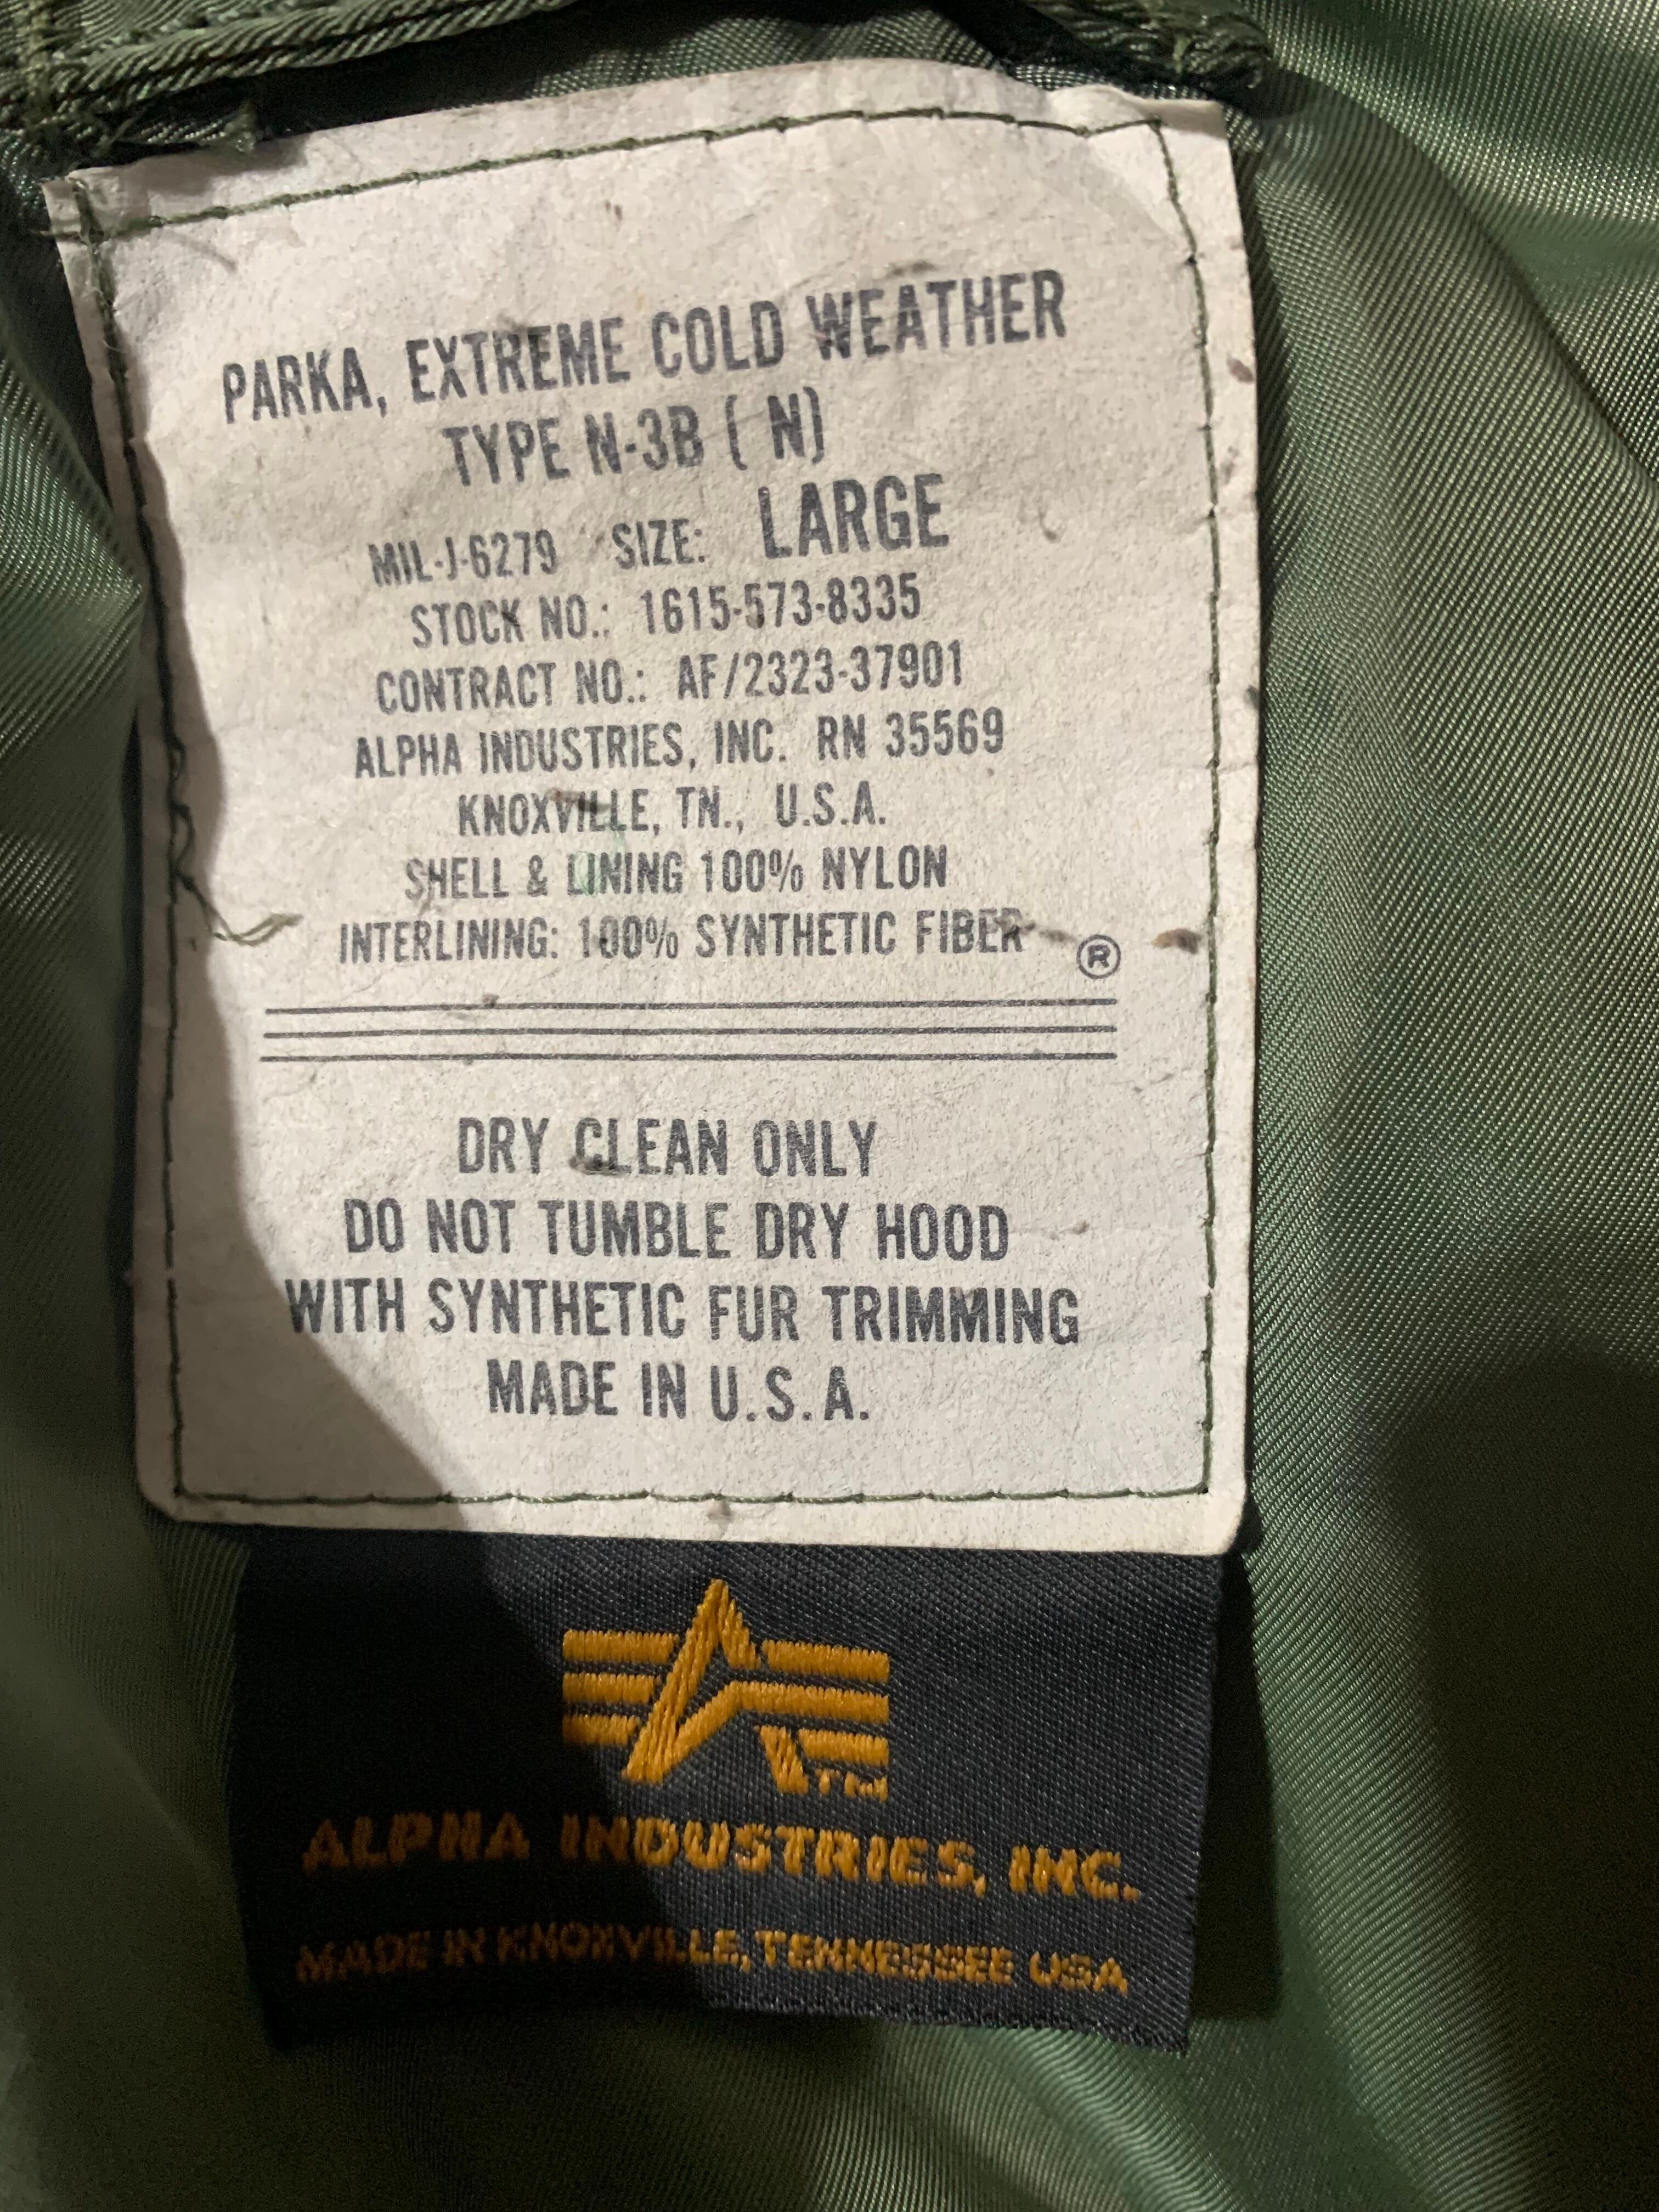 PARKA, EXTREME COLD WEATHER
TYPE N-3B ( N)
MIL-J-6279 SIZE: LARGE
STOCK NO.: 1615-573-8335
CONTRACT NO.: AF/2323-37901
ALPHA INDUSTRIES, INC. RN 35569
KNOXVILLE, TN., U.S.A.
SHELL & LINING 100% NYLON
INTERLINING: 100% SYNTHETIC FIBER
®
DRY CLEAN ONLY
DO NOT TUMBLE DRY HOOD
WITH SYNTHETIC FUR TRIMMING
MADE IN U.S.A.
TM
ALPHA INDUSTRIES, INC.
MADE IN KNOXVILLE, TENNESSEE USA